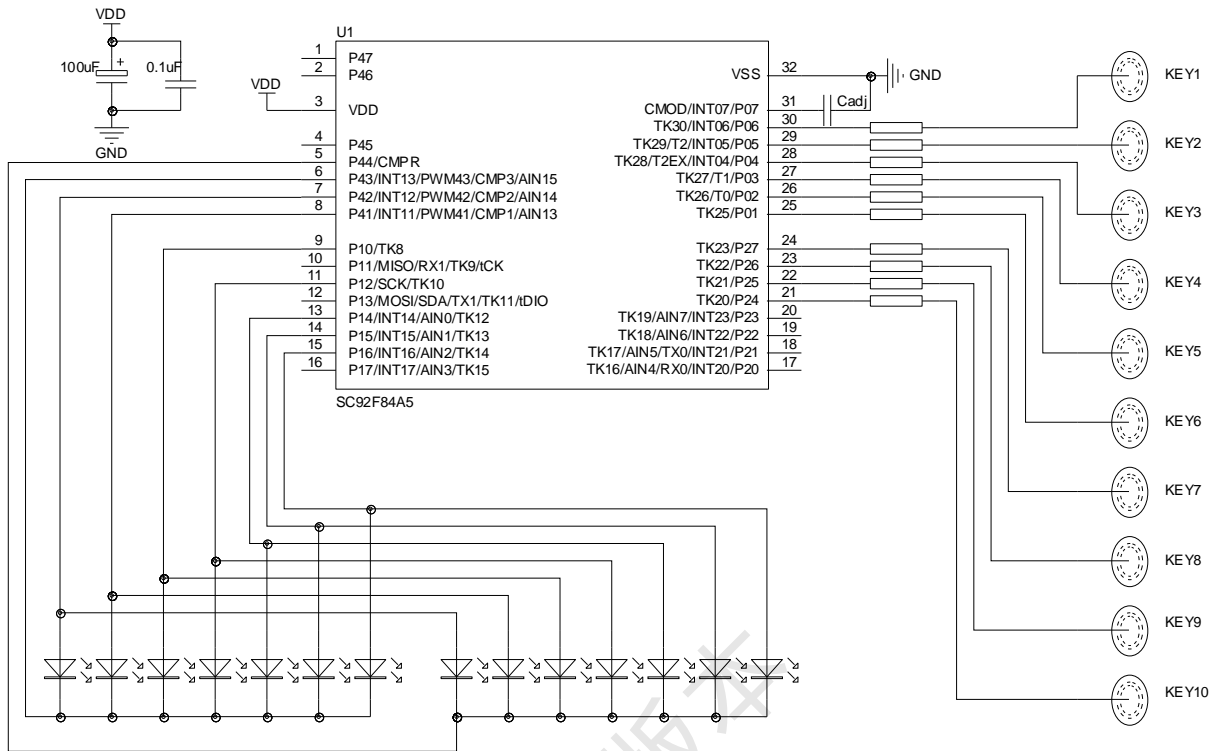 VDD
100uF
+
0.1uF
GND
VDD
U1
1 P47
2 P46
3 VDD
4 P45
5 P44/CMPR
6 P43/INT13/PWM43/CMP3/AIN15
7 P42/INT12/PWM42/CMP2/AIN14
8 P41/INT11/PWM41/CMP1/AIN13
9 P10/TK8
10 P11/MISO/RX1/TK9/tCK
11 P12/SCK/TK10
12 P13/MOSI/SDA/TX1/TK11/tDIO
13 P14/INT14/AIN0/TK12
14 P15/INT15/AIN1/TK13
15 P16/INT16/AIN2/TK14
16 P17/INT17/AIN3/TK15
VSS 32
CMOD/INT07/P07 31
TK30/INT06/P06 30
TK29/T2/INT05/P05 29
TK28/T2EX/INT04/P04 28
TK27/T1/P03 27
TK26/T0/P02 26
TK25/P01 25
TK23/P27 24
TK22/P26 23
TK21/P25 22
TK20/P24 21
TK19/AIN7/INT23/P23 20
TK18/AIN6/INT22/P22 19
TK17/AIN5/TX0/INT21/P21 18
TK16/AIN4/RX0/INT20/P20 17
SC92F84A5
GND
Cadj
KEY1
KEY2
KEY3
KEY4
KEY5
KEY6
KEY7
KEY8
KEY9
KEY10
版本